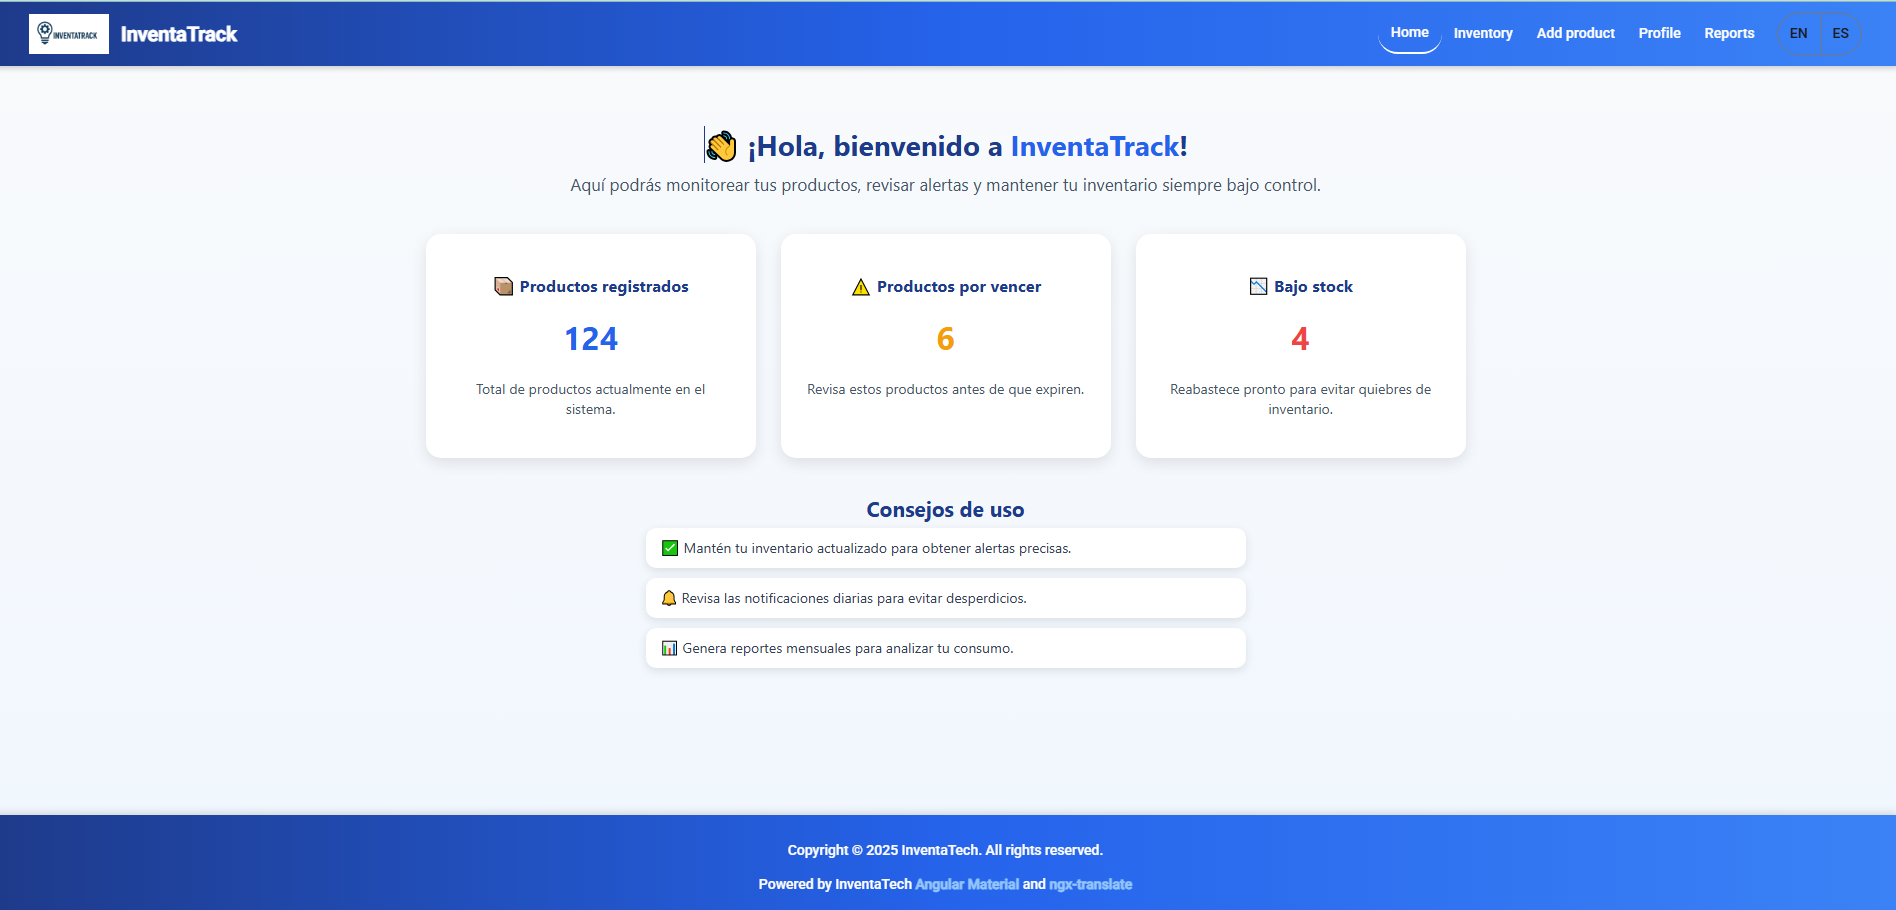 INVENTATRACK
InventaTrack
Home Inventory Add product Profile Reports EN ES
👋 ¡Hola, bienvenido a InventaTrack!
Aquí podrás monitorear tus productos, revisar alertas y mantener tu inventario siempre bajo control.
📦 Productos registrados
124
Total de productos actualmente en el
sistema.
⚠️ Productos por vencer
6
Revisa estos productos antes de que expiren.
📉 Bajo stock
4
Reabastece pronto para evitar quiebres de
inventario.
Consejos de uso
✅ Mantén tu inventario actualizado para obtener alertas precisas.
🔔 Revisa las notificaciones diarias para evitar desperdicios.
📊 Genera reportes mensuales para analizar tu consumo.
Copyright © 2025 InventaTech. All rights reserved.
Powered by InventaTech Angular Material and ngx-translate